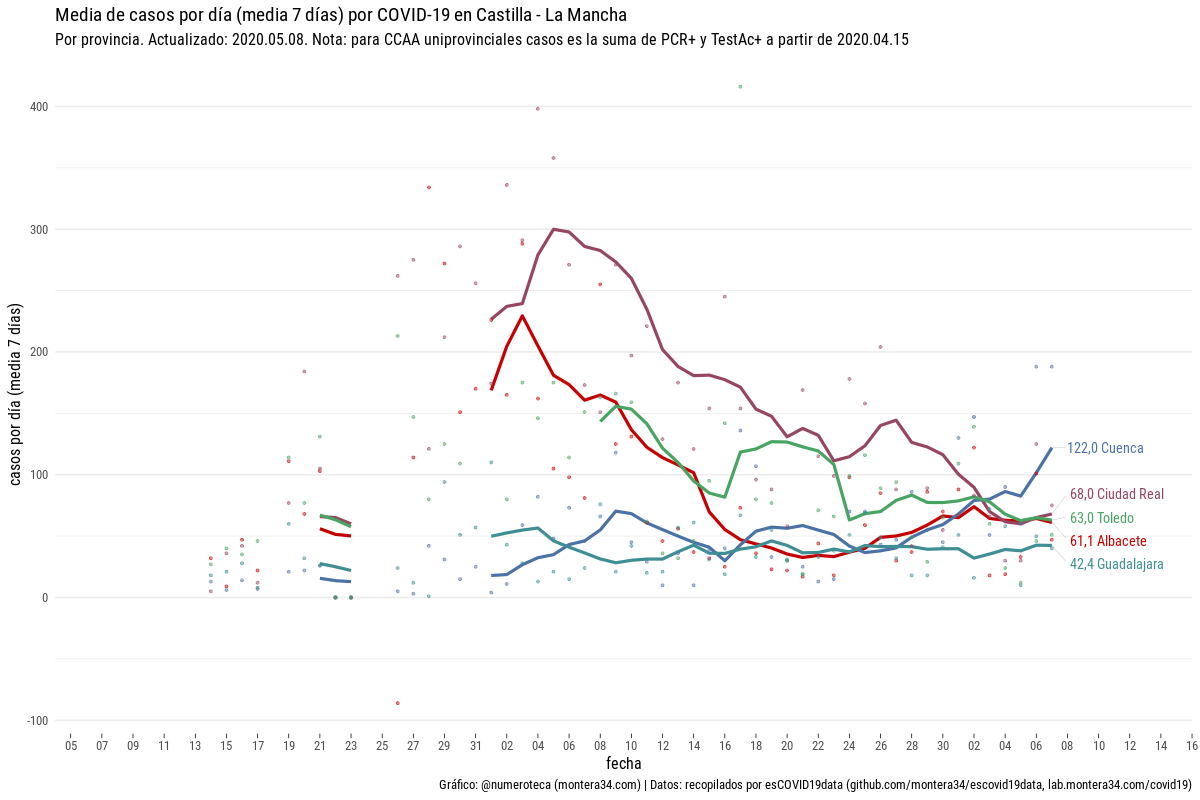 Media de casos por día (media 7 días) por COVID-19 en Castilla - La Mancha
Por provincia. Actualizado: 2020.05.08. Nota: para CCAA uniprovinciales casos es la suma de PCR+ y TestAc+ a partir de 2020.04.15
casos por día (media 7 días)
400
300
200
100
0
-100
122,0 Cuenca
68,0 Ciudad Real
63,0 Toledo
61,1 Albacete
42,4 Guadalajara
05 07 09 11 13 15 17 19 21 23 25 27 29 31 02 04 06 08 10 12 14 16 18 20 22 24 26 28 30 02 04 06 08 10 12 14 16
fecha
Gráfico: @numeroteca (montera34.com) | Datos: recopilados por esCOVID19data (github.com/montera34/escovid19data, lab.montera34.com/covid19)